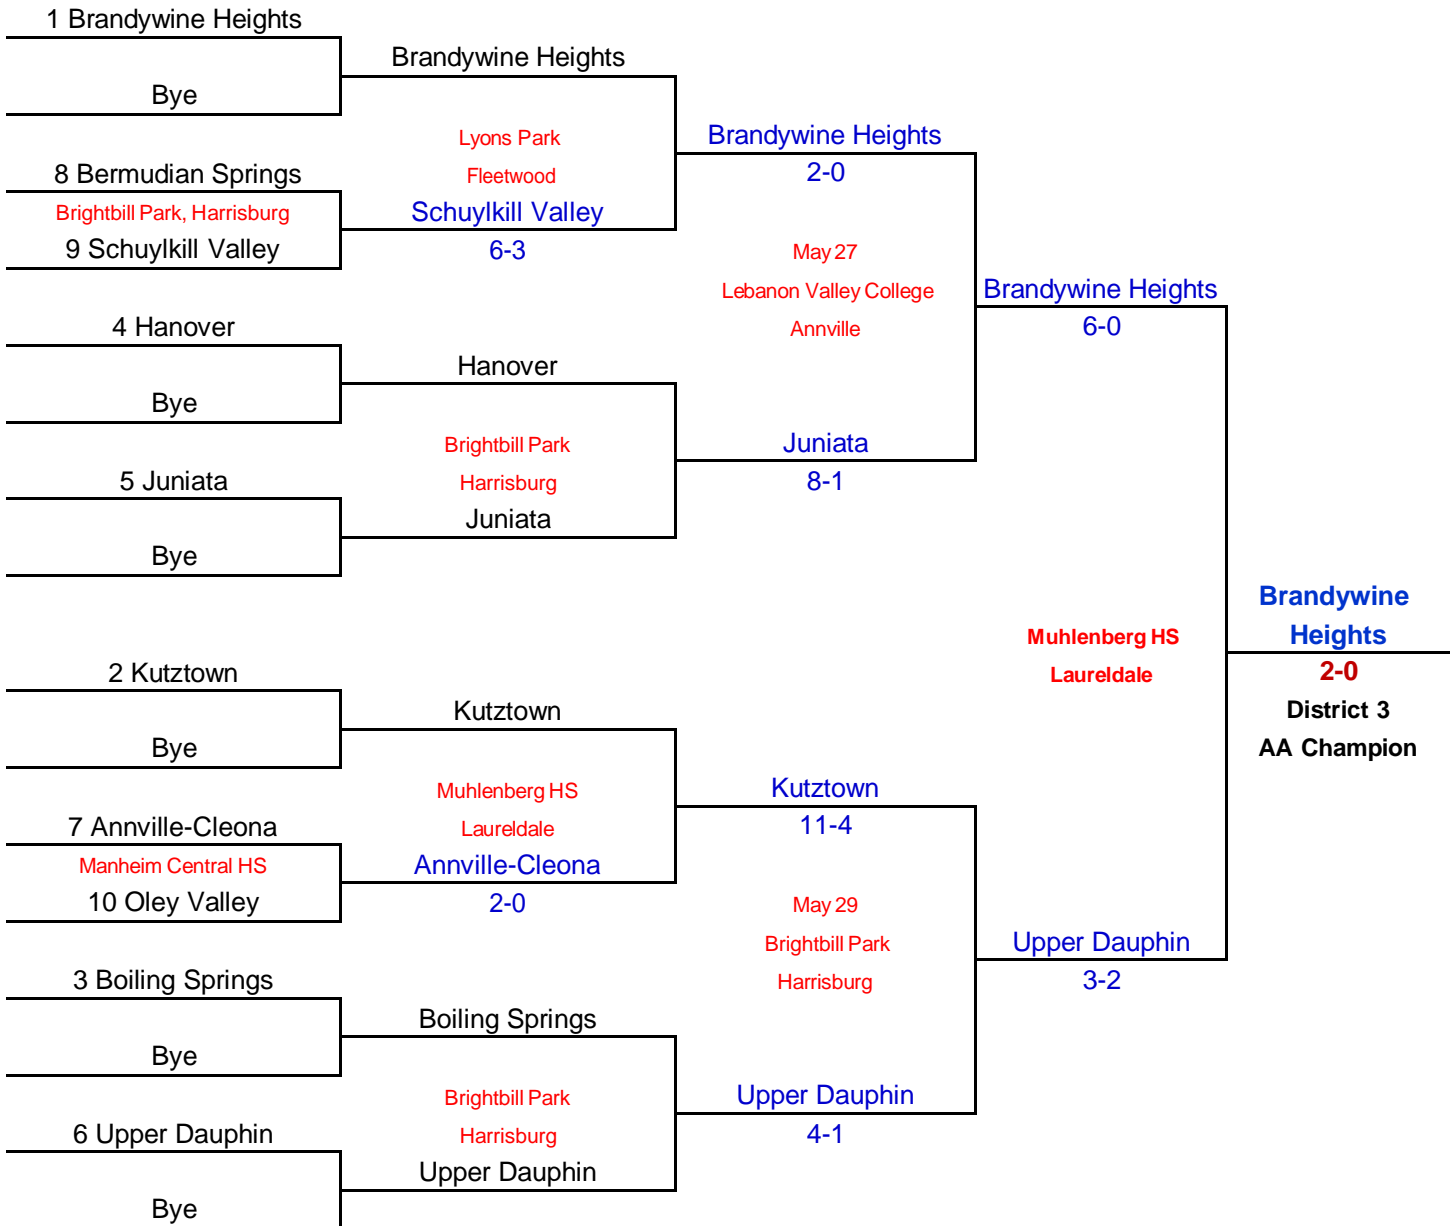 1 Brandywine Heights
Bye
8 Bermudian Springs
Brightbill Park, Harrisburg
9 Schuylkill Valley
4 Hanover
Bye
5 Juniata
Bye
2 Kutztown
Bye
7 Annville-Cleona
Manheim Central HS
10 Oley Valley
3 Boiling Springs
Bye
6 Upper Dauphin
Bye
Brandywine Heights
Lyons Park
Fleetwood
Schuylkill Valley
6-3
Hanover
Brightbill Park
Harrisburg
Juniata
Kutztown
Muhlenberg HS
Laureldale
Annville-Cleona
2-0
Boiling Springs
Brightbill Park
Harrisburg
Upper Dauphin
Brandywine Heights
2-0
May 27
Lebanon Valley College
Annville
Juniata
8-1
Kutztown
11-4
May 29
Brightbill Park
Harrisburg
Upper Dauphin
4-1
Brandywine Heights
6-0
Muhlenberg HS
Laureldale
Upper Dauphin
3-2
Brandywine
Heights
2-0
District 3
AA Champion